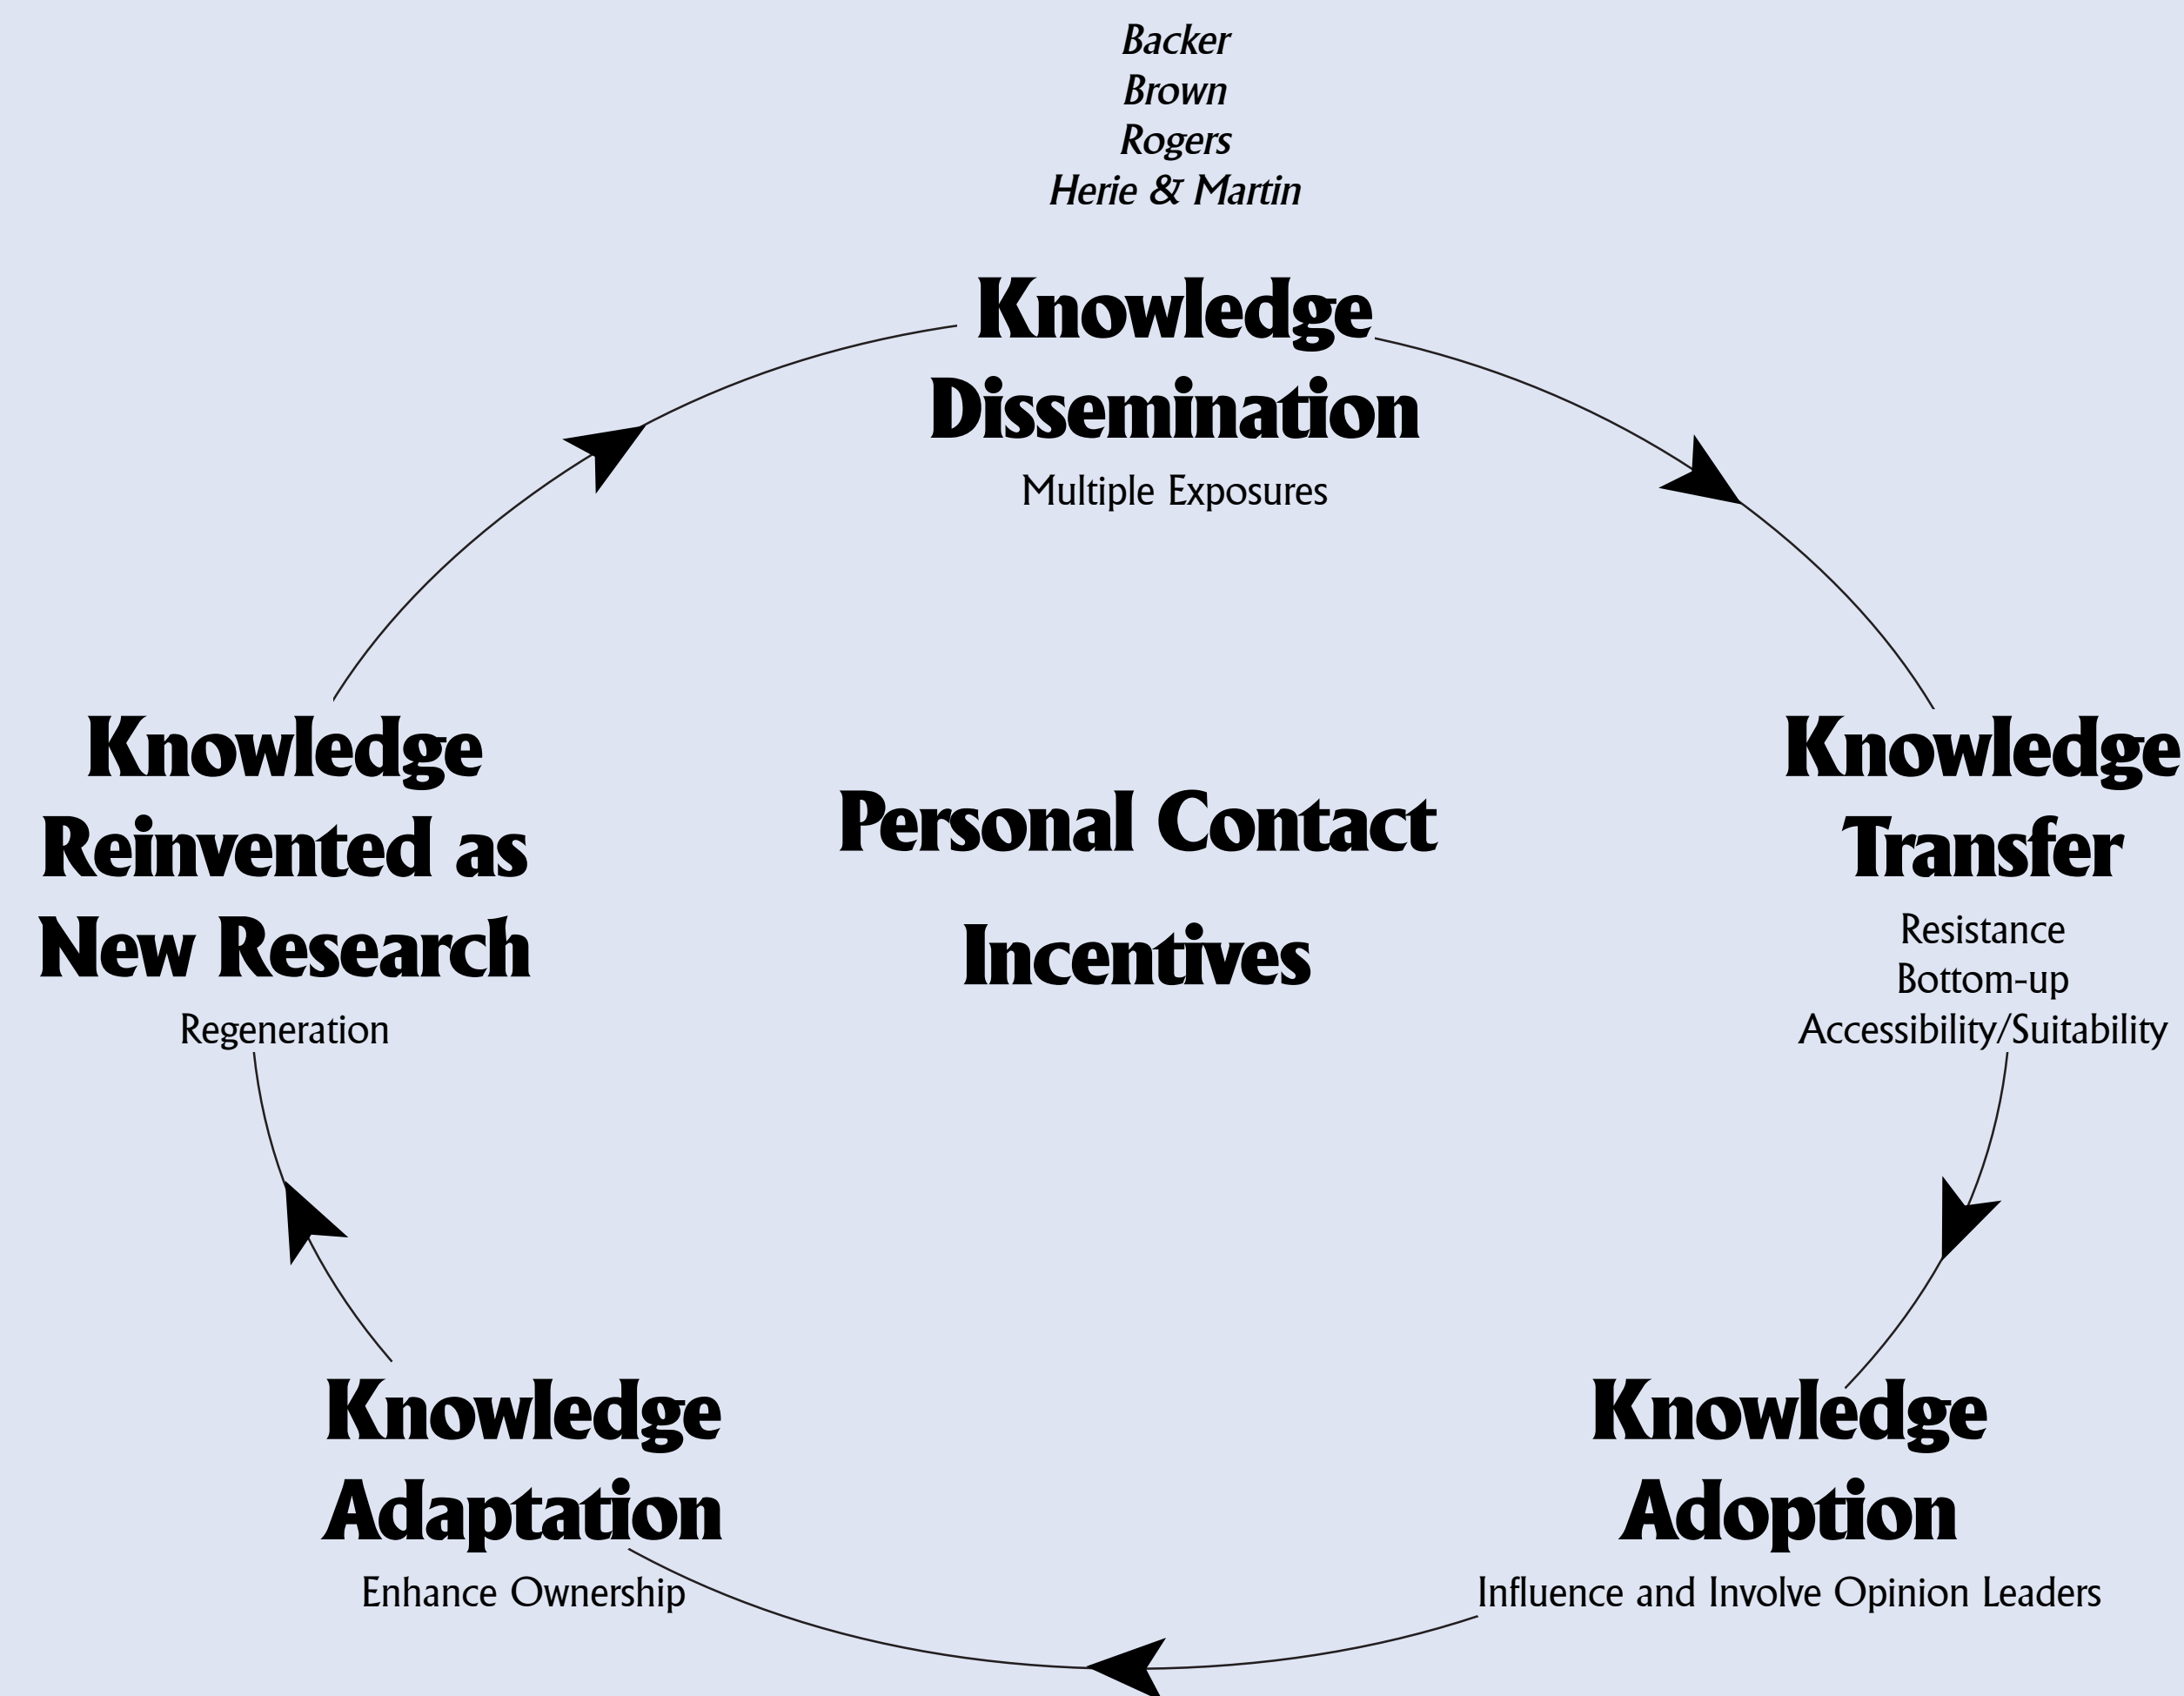 Backer
Brown
Rogers
Herie & Martin
Knowledge
Dissemination
Multiple Exposures
Knowledge
Transfer
Resistance
Bottom-up
Accessibility/Suitability
Knowledge
Adoption
Influence and Involve Opinion Leaders
Knowledge
Adaptation
Enhance Ownership
Knowledge
Reinvented as
New Research
Regeneration
Personal Contact
Incentives